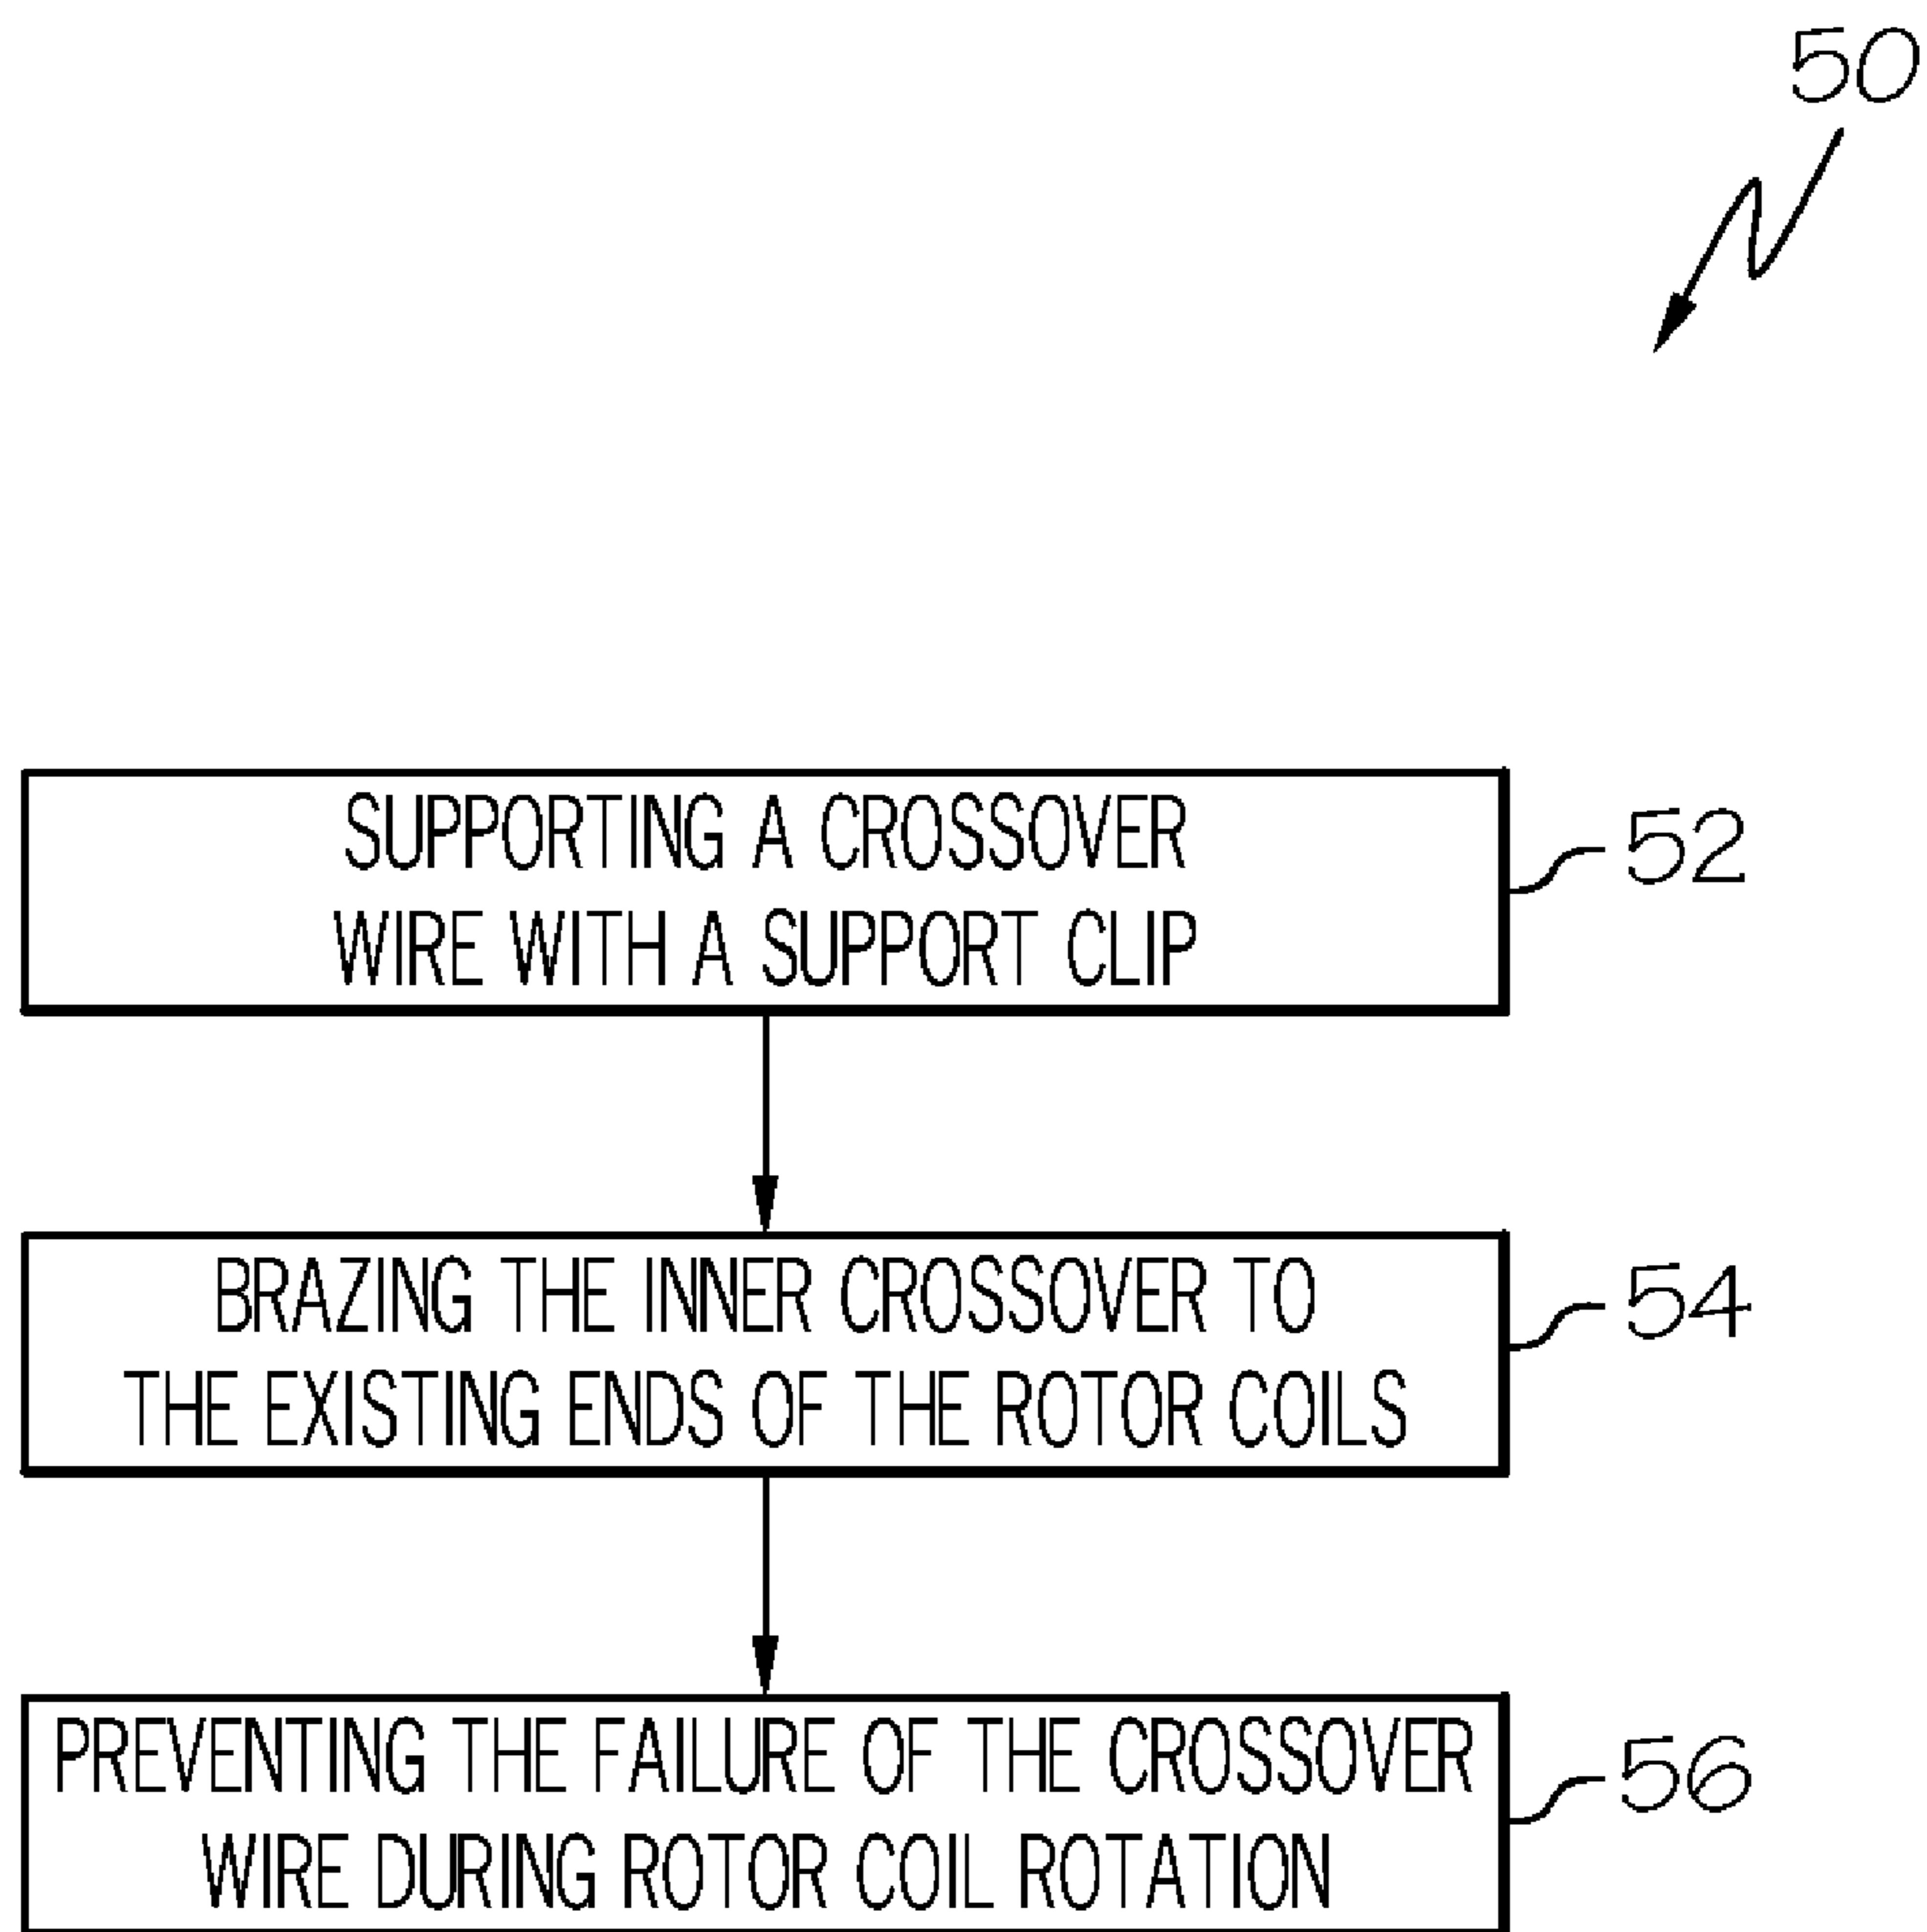 50
SUPPORTING A CROSSOVER
WIRE WITH A SUPPORT CLIP
52
BRAZING THE INNER CROSSOVER TO
THE EXISTING ENDS OF THE ROTOR COILS
54
PREVENTING THE FAILURE OF THE CROSSOVER
WIRE DURING ROTOR COIL ROTATION
56